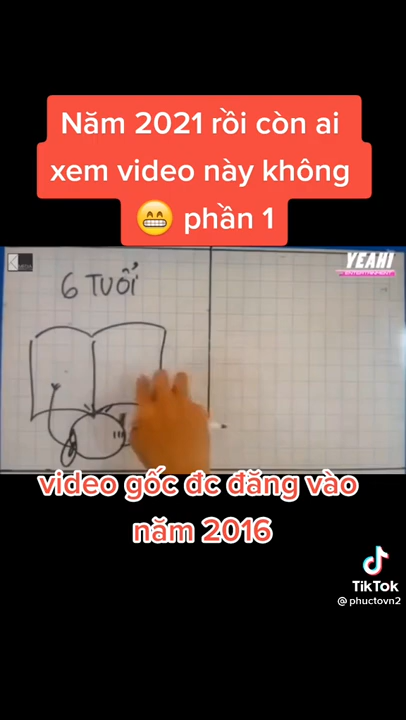 Năm 2021 rồi còn ai
xem video này không
😁 phần 1
YEAH1
6 TUỔI
video gốc đc đăng vào
năm 2016
TikTok
@phuctovn2